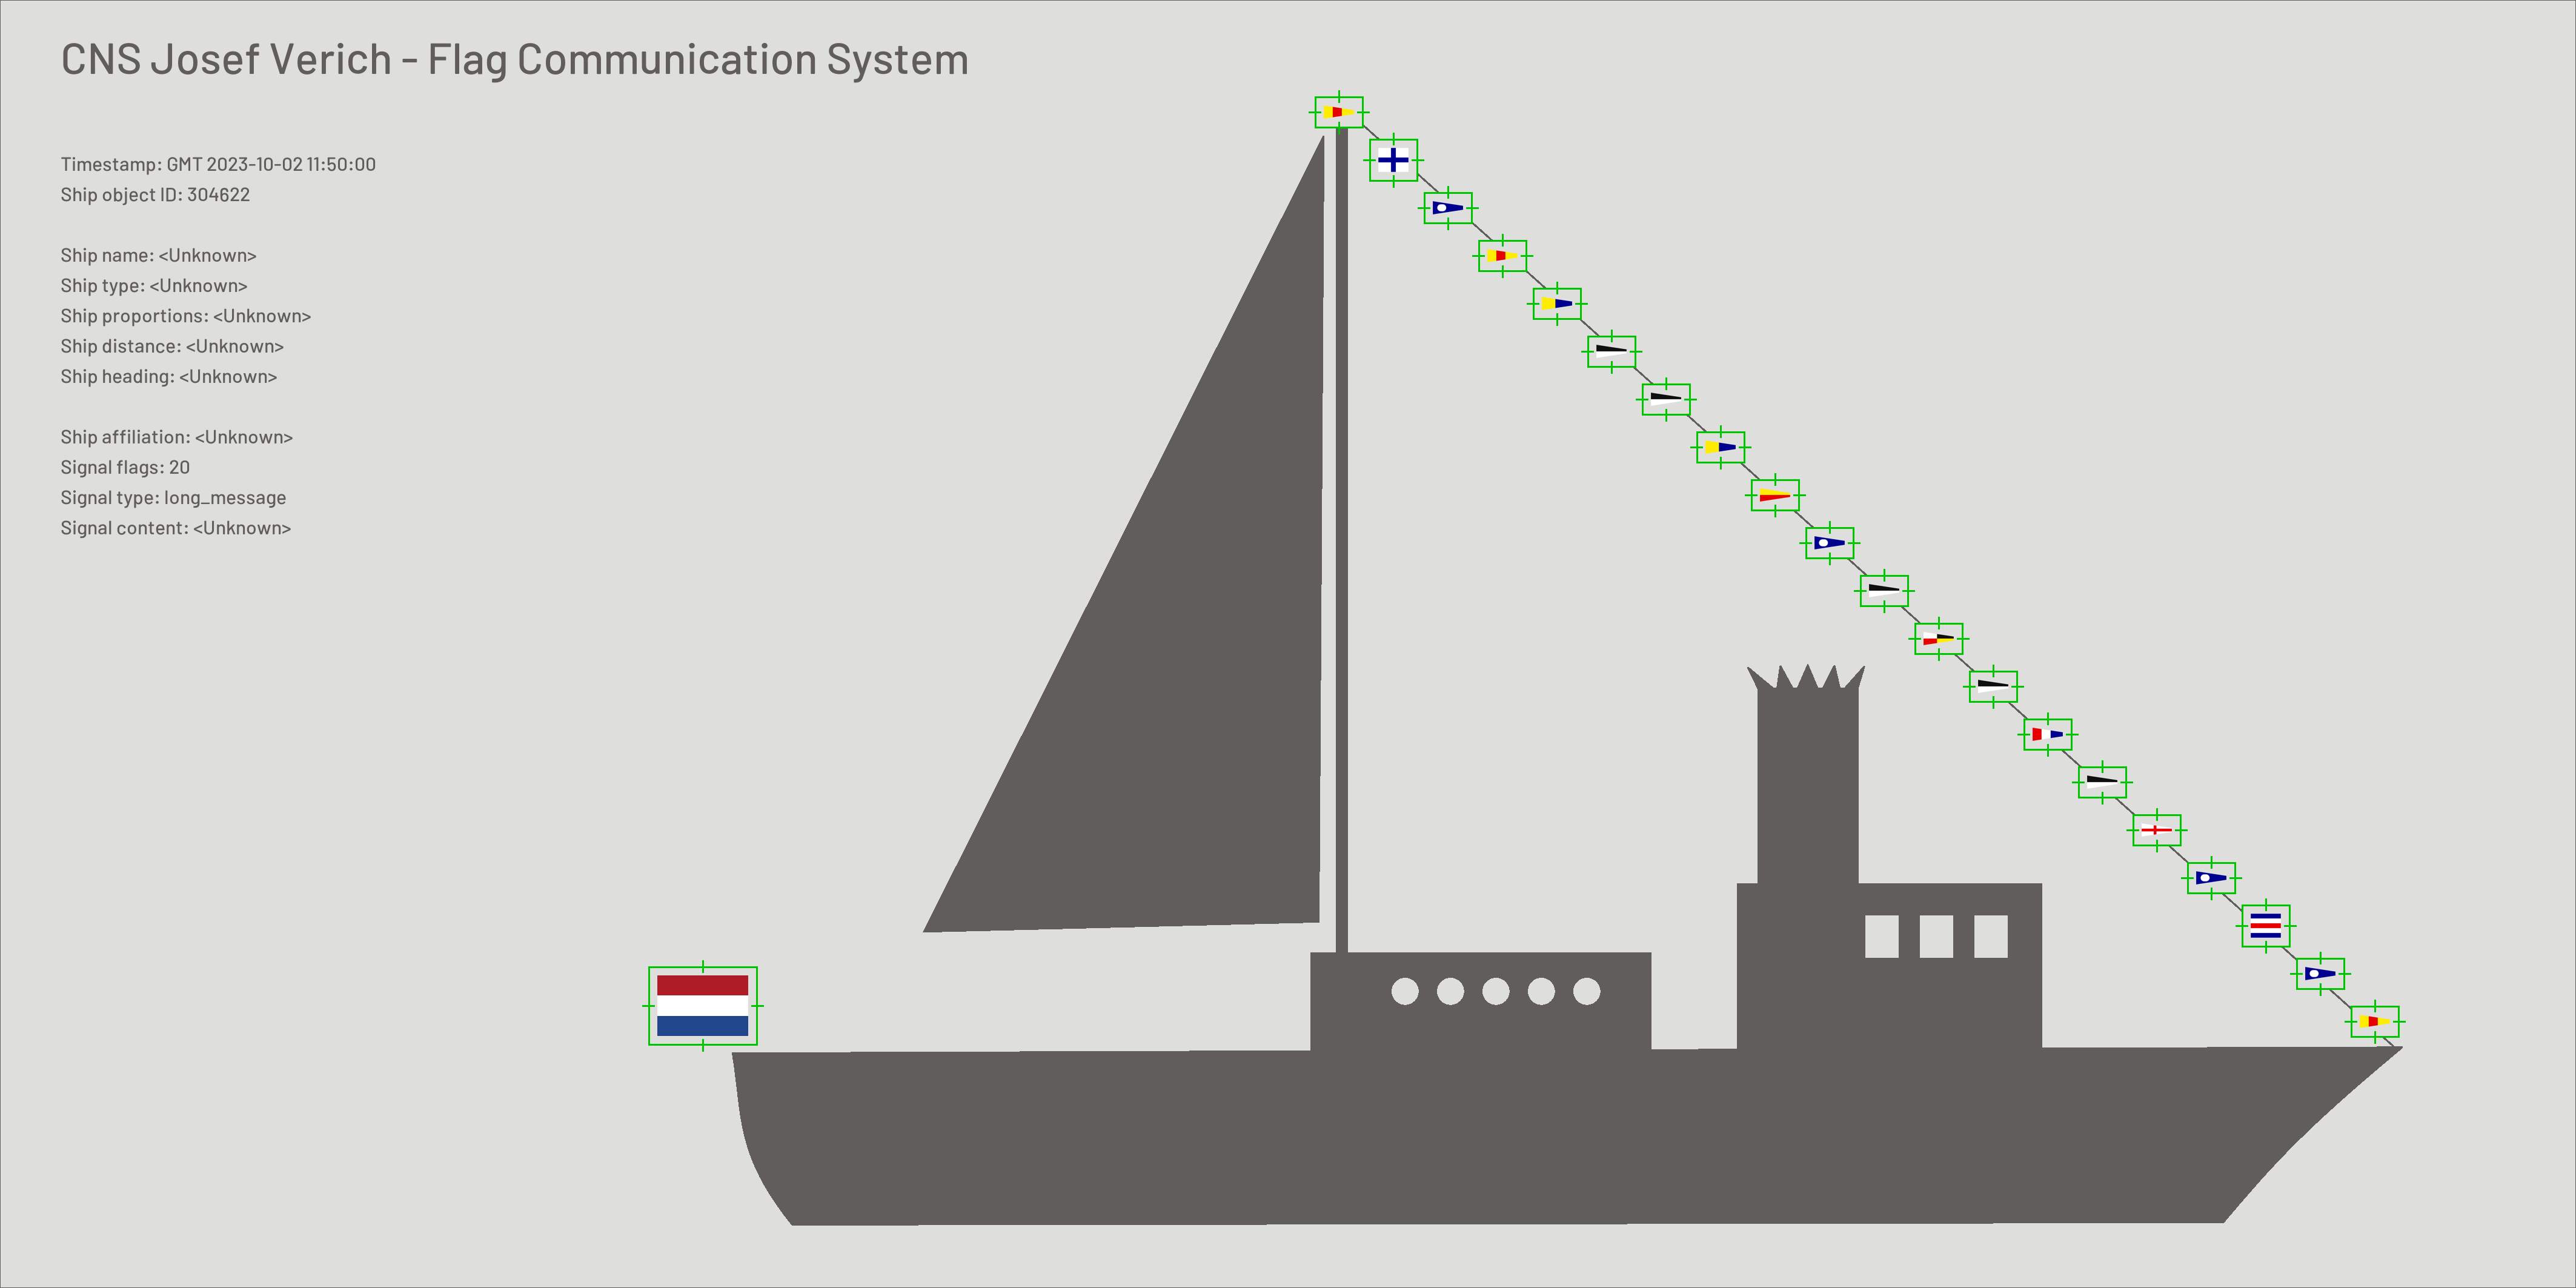 CNS Josef Verich - Flag Communication System
Timestamp: GMT 2023-10-02 11:50:00
Ship object ID: 304622
Ship name: <Unknown>
Ship type: <Unknown>
Ship proportions: <Unknown>
Ship distance: <Unknown>
Ship heading: <Unknown>
Ship affiliation: <Unknown>
Signal flags: 20
Signal type: long_message
Signal content: <Unknown>